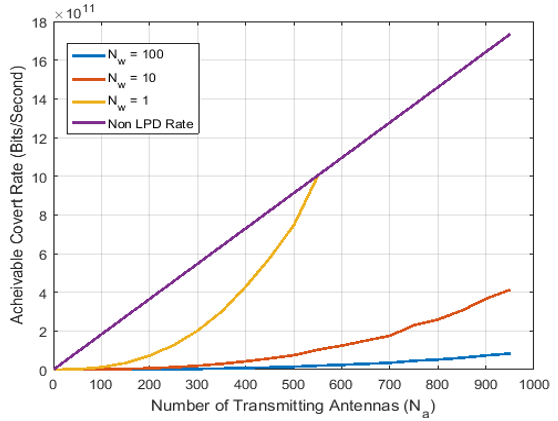 ×10¹¹
18
16
14
12
10
8
6
4
2
0
Acheivable Covert Rate (Bits/Second)
N_w = 100
N_w = 10
N_w = 1
Non LPD Rate
0 100 200 300 400 500 600 700 800 900 1000
Number of Transmitting Antennas (N_a)